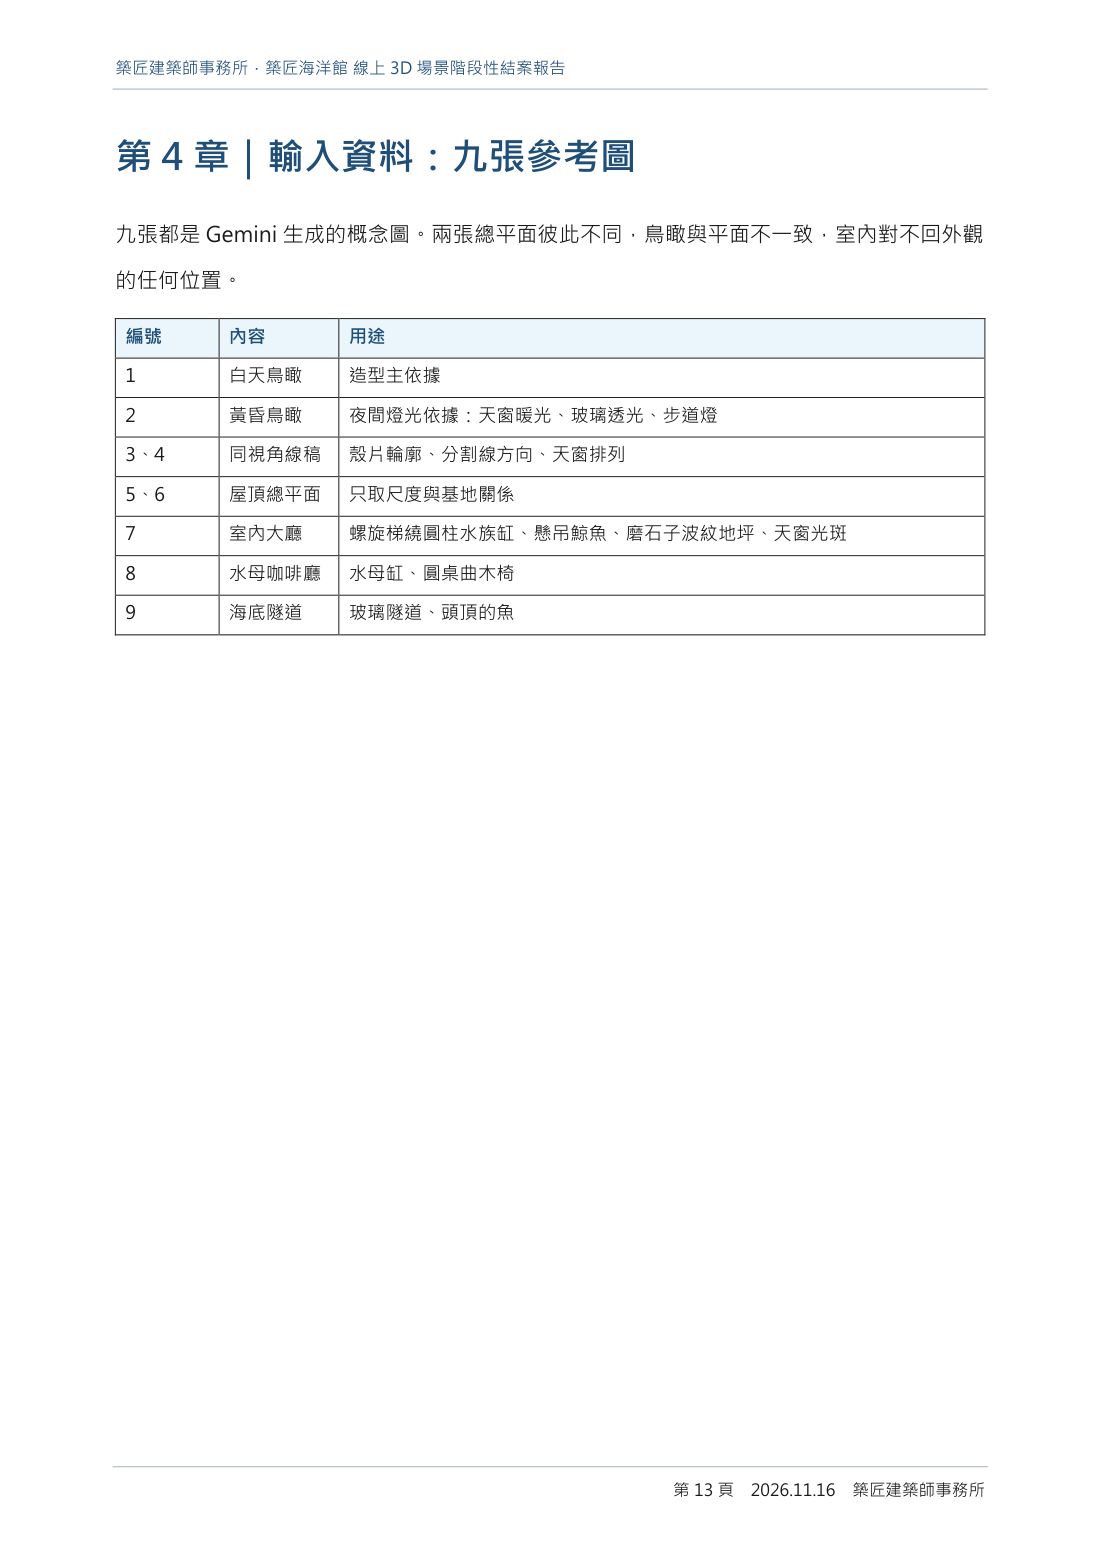 築匠建築師事務所．築匠海洋館 線上 3D 場景階段性結案報告
第 4 章｜輸入資料：九張參考圖
九張都是 Gemini 生成的概念圖。兩張總平面彼此不同，鳥瞰與平面不一致，室內對不回外觀
的任何位置。
編號 內容 用途
1 白天鳥瞰 造型主依據
2 黃昏鳥瞰 夜間燈光依據：天窗暖光、玻璃透光、步道燈
3、4 同視角線稿 殼片輪廓、分割線方向、天窗排列
5、6 屋頂總平面 只取尺度與基地關係
7 室內大廳 螺旋梯繞圓柱水族缸、懸吊鯨魚、磨石子波紋地坪、天窗光斑
8 水母咖啡廳 水母缸、圓桌曲木椅
9 海底隧道 玻璃隧道、頭頂的魚
第 13 頁 2026.11.16 築匠建築師事務所